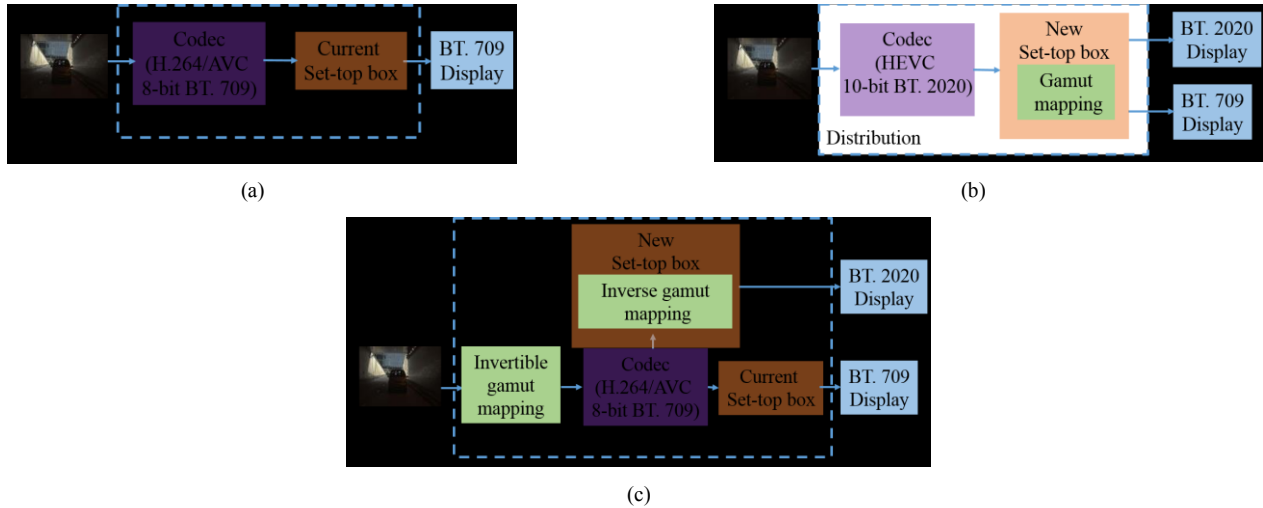 Codec
(H.264/AVC
8-bit BT. 709)
Current
Set-top box
BT. 709
Display
(a)
Codec
(HEVC
10-bit BT. 2020)
New
Set-top box
Gamut
mapping
Distribution
BT. 2020
Display
BT. 709
Display
(b)
New
Set-top box
Inverse gamut
mapping
BT. 2020
Display
Invertible
gamut
mapping
Codec
(H.264/AVC
8-bit BT. 709)
Current
Set-top box
BT. 709
Display
(c)